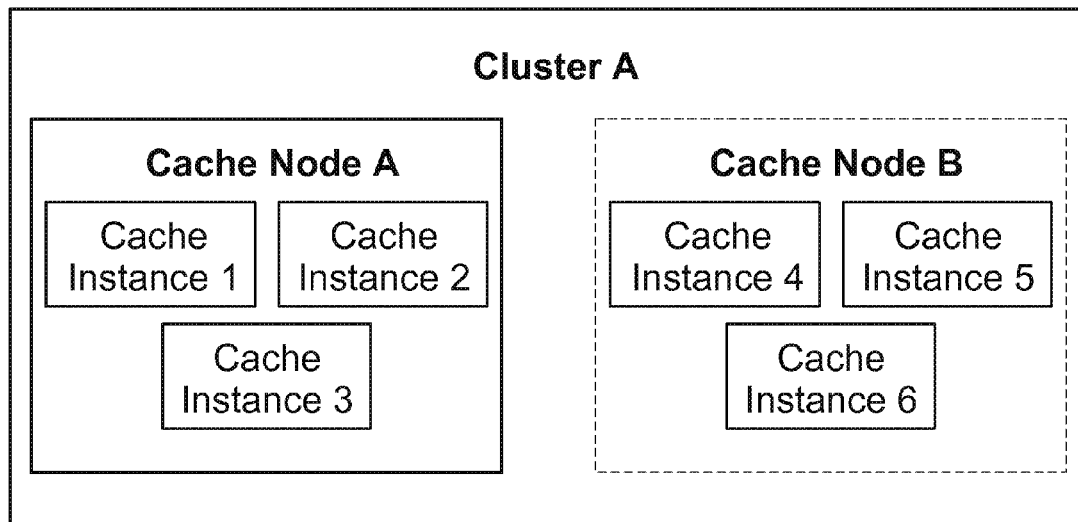 Cluster A
Cache Node A
Cache
Instance 1
Cache
Instance 2
Cache
Instance 3
Cache Node B
Cache
Instance 4
Cache
Instance 5
Cache
Instance 6